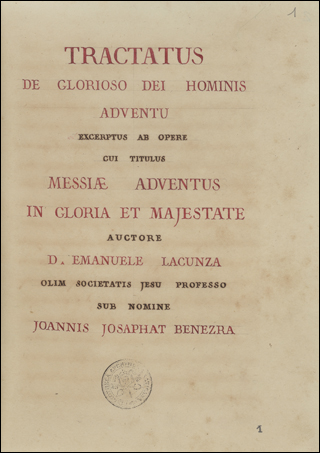 1
TRACTATUS
DE GLORIOSO DEI HOMINIS
ADVENTU
EXCERPTUS AB OPERE
CUI TITULUS
MESSIÆ ADVENTUS
IN GLORIA ET MAJESTATE
AUCTORE
D. EMANUELE LACUNZA
OLIM SOCIETATIS JESU PROFESSO
SUB NOMINE
JOANNIS JOSAPHAT BENEZRA
1